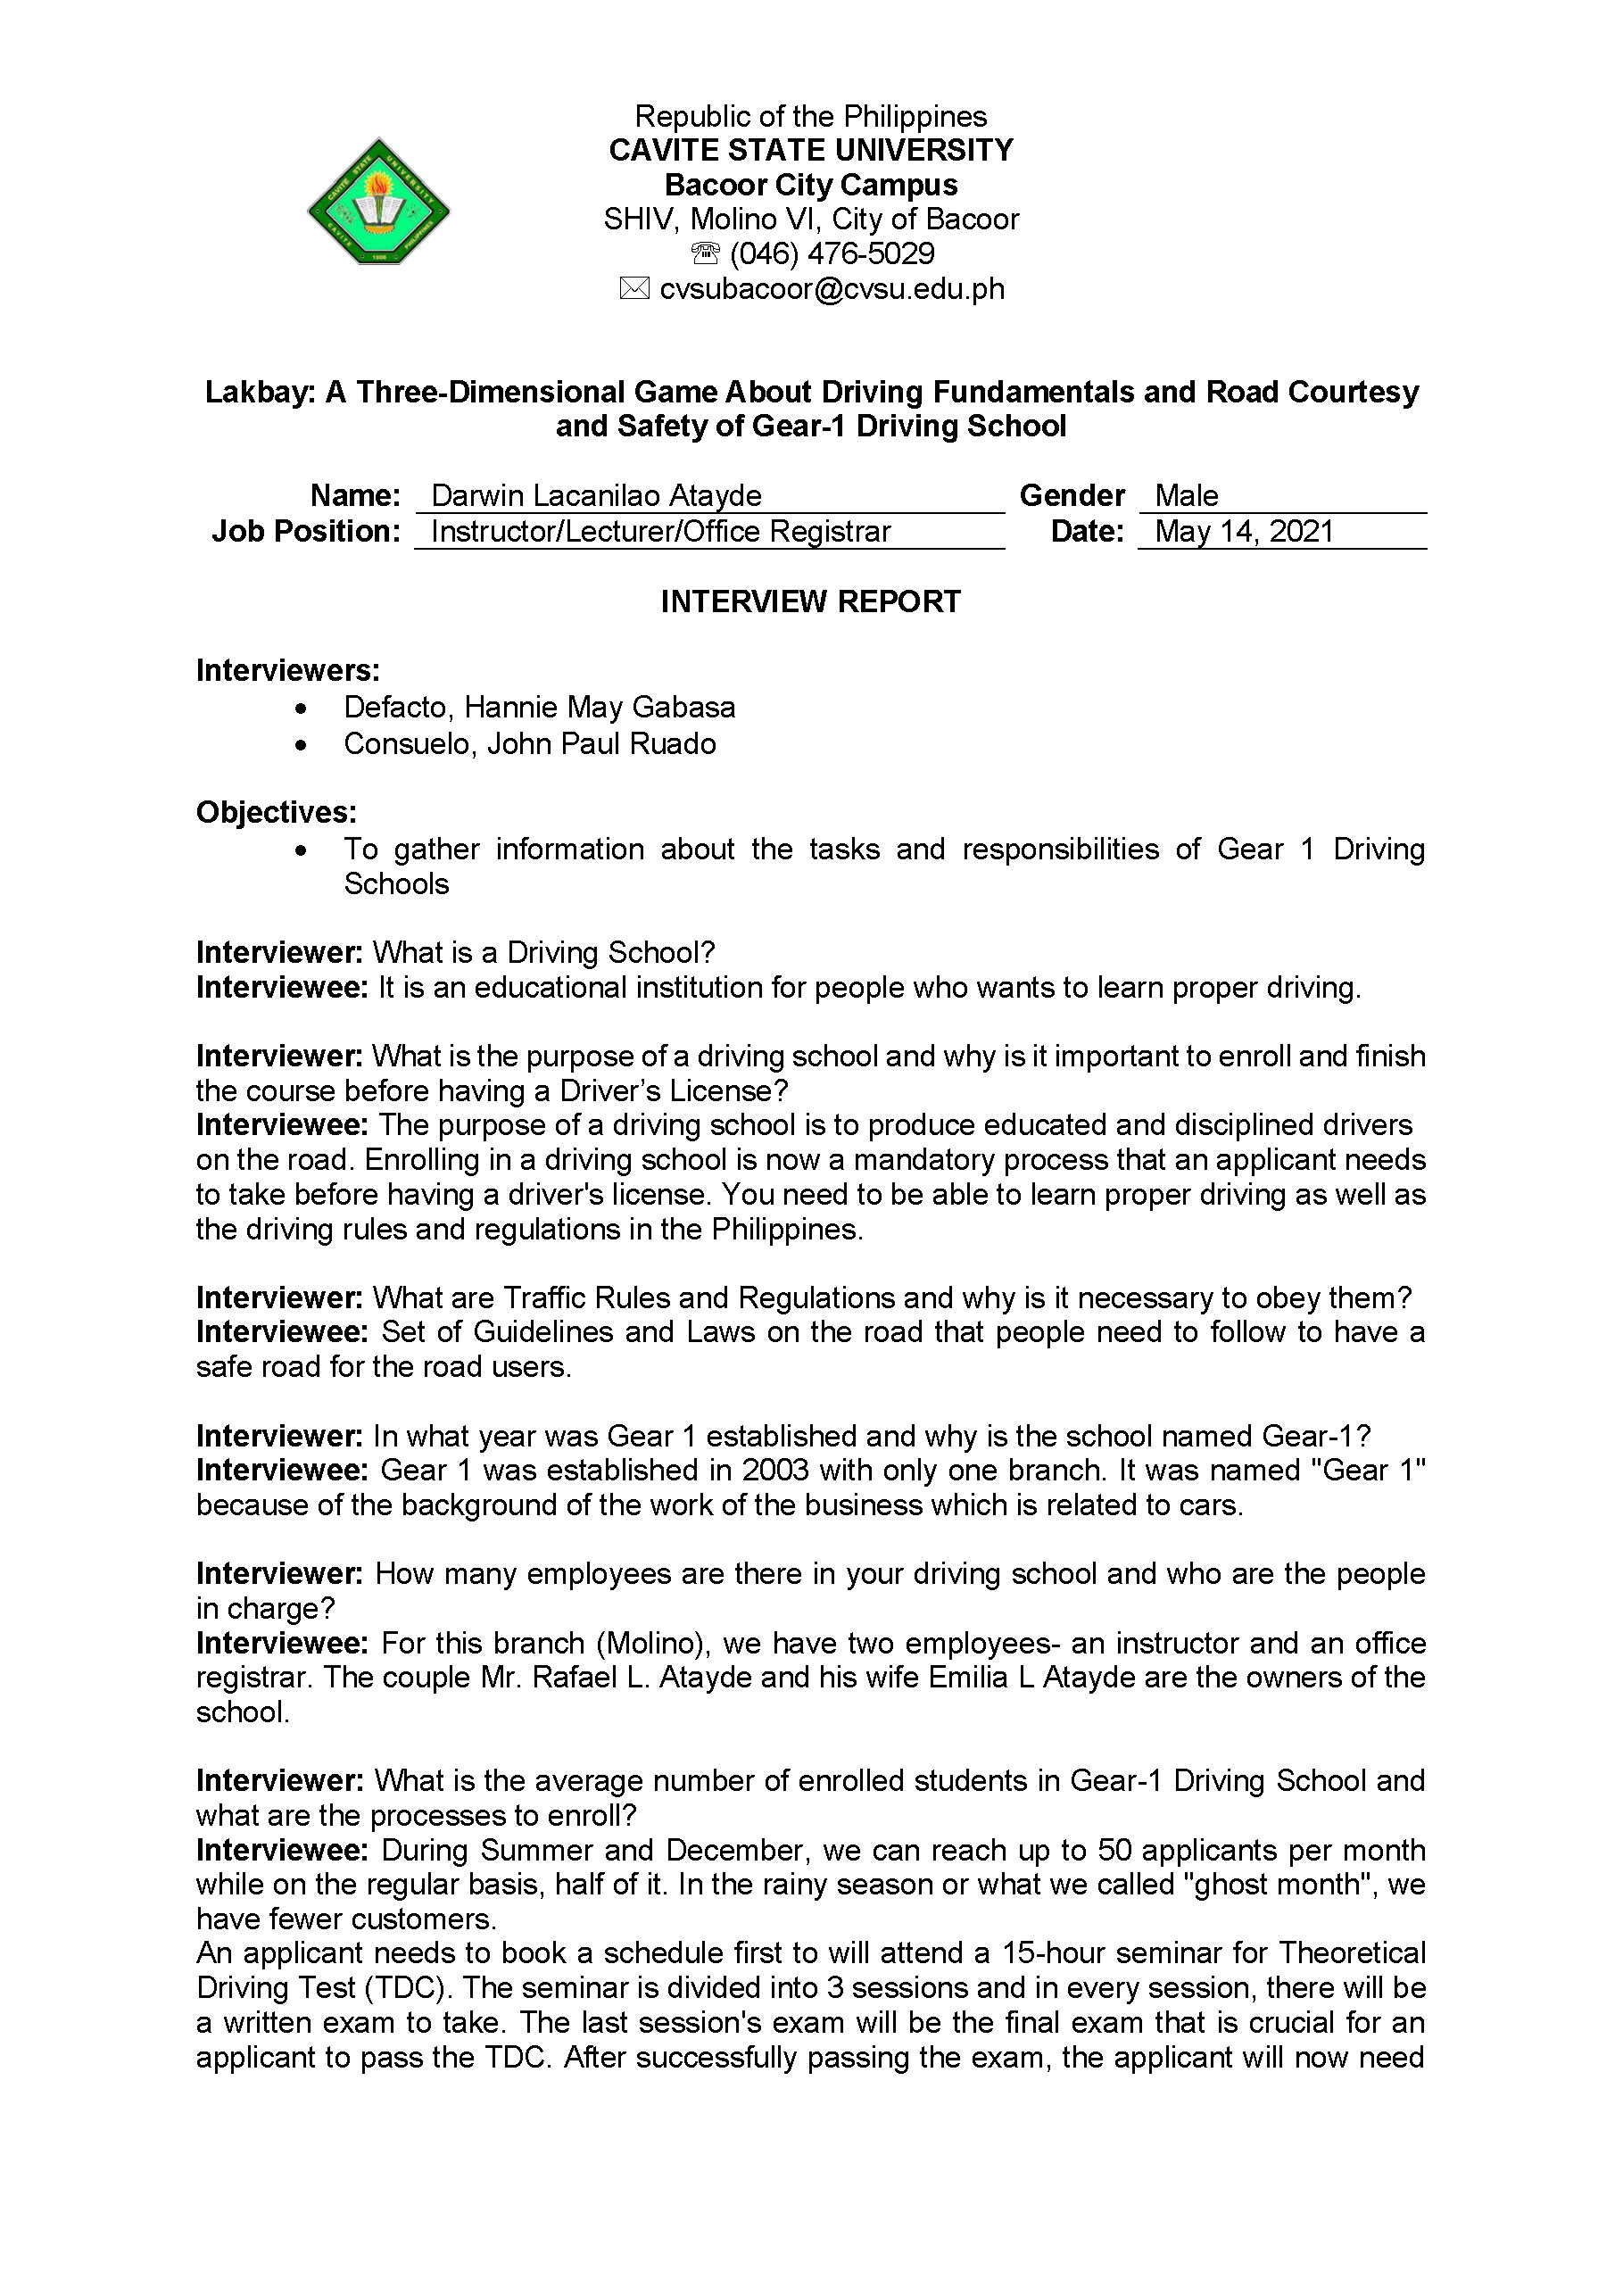 Republic of the Philippines
CAVITE STATE UNIVERSITY
Bacoor City Campus
SHIV, Molino VI, City of Bacoor
(046) 476-5029
cvsubacoor@cvsu.edu.ph
CAVITE STATE UNIVERSITY
CAVITE PHILIPPINES
1906
Lakbay: A Three-Dimensional Game About Driving Fundamentals and Road Courtesy
and Safety of Gear-1 Driving School
Name: Darwin Lacanilao Atayde Gender Male
Job Position: Instructor/Lecturer/Office Registrar Date: May 14, 2021
INTERVIEW REPORT
Interviewers:
• Defacto, Hannie May Gabasa
• Consuelo, John Paul Ruado
Objectives:
• To gather information about the tasks and responsibilities of Gear 1 Driving
Schools
Interviewer: What is a Driving School?
Interviewee: It is an educational institution for people who wants to learn proper driving.
Interviewer: What is the purpose of a driving school and why is it important to enroll and finish
the course before having a Driver’s License?
Interviewee: The purpose of a driving school is to produce educated and disciplined drivers
on the road. Enrolling in a driving school is now a mandatory process that an applicant needs
to take before having a driver's license. You need to be able to learn proper driving as well as
the driving rules and regulations in the Philippines.
Interviewer: What are Traffic Rules and Regulations and why is it necessary to obey them?
Interviewee: Set of Guidelines and Laws on the road that people need to follow to have a
safe road for the road users.
Interviewer: In what year was Gear 1 established and why is the school named Gear-1?
Interviewee: Gear 1 was established in 2003 with only one branch. It was named "Gear 1"
because of the background of the work of the business which is related to cars.
Interviewer: How many employees are there in your driving school and who are the people
in charge?
Interviewee: For this branch (Molino), we have two employees- an instructor and an office
registrar. The couple Mr. Rafael L. Atayde and his wife Emilia L Atayde are the owners of the
school.
Interviewer: What is the average number of enrolled students in Gear-1 Driving School and
what are the processes to enroll?
Interviewee: During Summer and December, we can reach up to 50 applicants per month
while on the regular basis, half of it. In the rainy season or what we called "ghost month", we
have fewer customers.
An applicant needs to book a schedule first to will attend a 15-hour seminar for Theoretical
Driving Test (TDC). The seminar is divided into 3 sessions and in every session, there will be
a written exam to take. The last session's exam will be the final exam that is crucial for an
applicant to pass the TDC. After successfully passing the exam, the applicant will now need